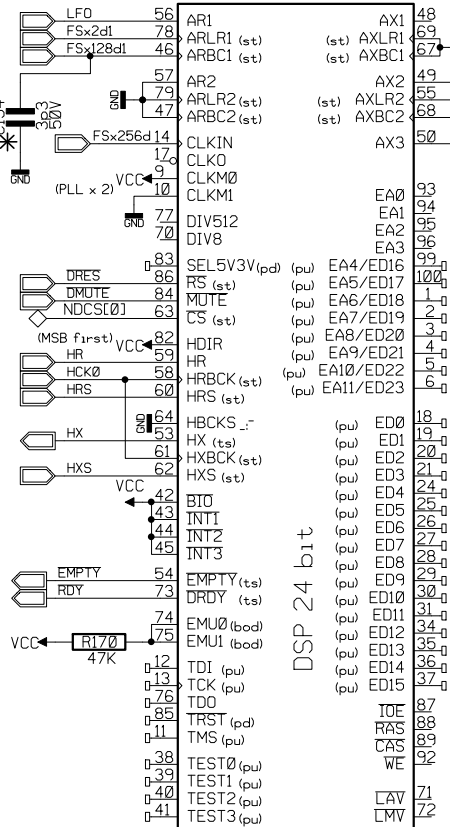 LFO 56 AR1 AX1 48
FSx2d1 78 ARLR1(st) (st) AXLR1 69
FSx128d1 46 ARBC1(st) (st) AXBC1 67
57 AR2 AX2 49
GND 79 ARLR2(st) (st) AXLR2 55
47 ARBC2(st) (st) AXBC2 68
3p3
50V
FSx256d 14 CLKIN AX3 50
17 CLKO
GND
(PLL x 2) VCC 9 CLKM0
10 CLKM1 EA0 93
GND
77 DIV512 EA1 94
70 DIV8 EA2 95
EA3 96
83 SEL5V3V(pd) (pu) EA4/ED16 99
DRES 86 RS(st) (pu) EA5/ED17 100
DMUTE 84 MUTE (pu) EA6/ED18 1
NDCS[0] 63 CS(st) (pu) EA7/ED19 2
(MSB first) VCC 82 HDIR (pu) EA8/ED20 3
HR 59 HR (pu) EA9/ED21 4
HCK0 58 HRBCK(st) (pu) EA10/ED22 5
HRS 60 HRS(st) (pu) EA11/ED23 6
GND 64 HBCKS_:- (pu) ED0 18
HX 53 HX(ts) (pu) ED1 19
61 HXBCK(st) (pu) ED2 20
HXS 62 HXS(st) (pu) ED3 21
VCC 42 BIO (pu) ED4 24
43 INT1 (pu) ED5 25
44 INT2 (pu) ED6 26
45 INT3 (pu) ED7 27
(pu) ED8 28
EMPTY 54 EMPTY(ts) (pu) ED9 29
RDY 73 DRDY (ts) (pu) ED10 30
74 EMU0(bod) (pu) ED11 31
VCC R170 75 EMU1(bod) (pu) ED12 34
47K
(pu) ED13 35
12 TDI(pu) (pu) ED14 36
13 TCK(pu) (pu) ED15 37
76 TDO
85 TRST(pd) IOE 87
11 TMS(pu) RAS 88
CAS 89
38 TEST0(pu) WE 92
39 TEST1(pu)
40 TEST2(pu) LAV 71
41 TEST3(pu) LMV 72
DSP 24 bit